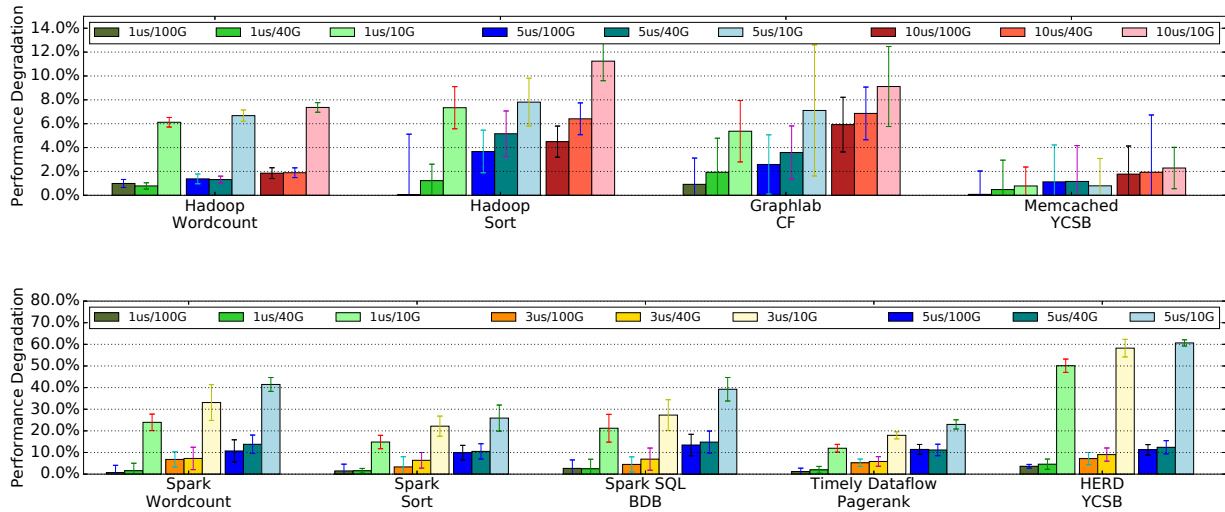 Performance Degradation
14.0%
12.0%
10.0%
8.0%
6.0%
4.0%
2.0%
0.0%
1us/100G 1us/40G 1us/10G 5us/100G 5us/40G 5us/10G 10us/100G 10us/40G 10us/10G
Hadoop Hadoop Graphlab Memcached
Wordcount Sort CF YCSB
Performance Degradation
80.0%
70.0%
60.0%
50.0%
40.0%
30.0%
20.0%
10.0%
0.0%
1us/100G 1us/40G 1us/10G 3us/100G 3us/40G 3us/10G 5us/100G 5us/40G 5us/10G
Spark Spark Spark SQL Timely Dataflow HERD
Wordcount Sort BDB Pagerank YCSB